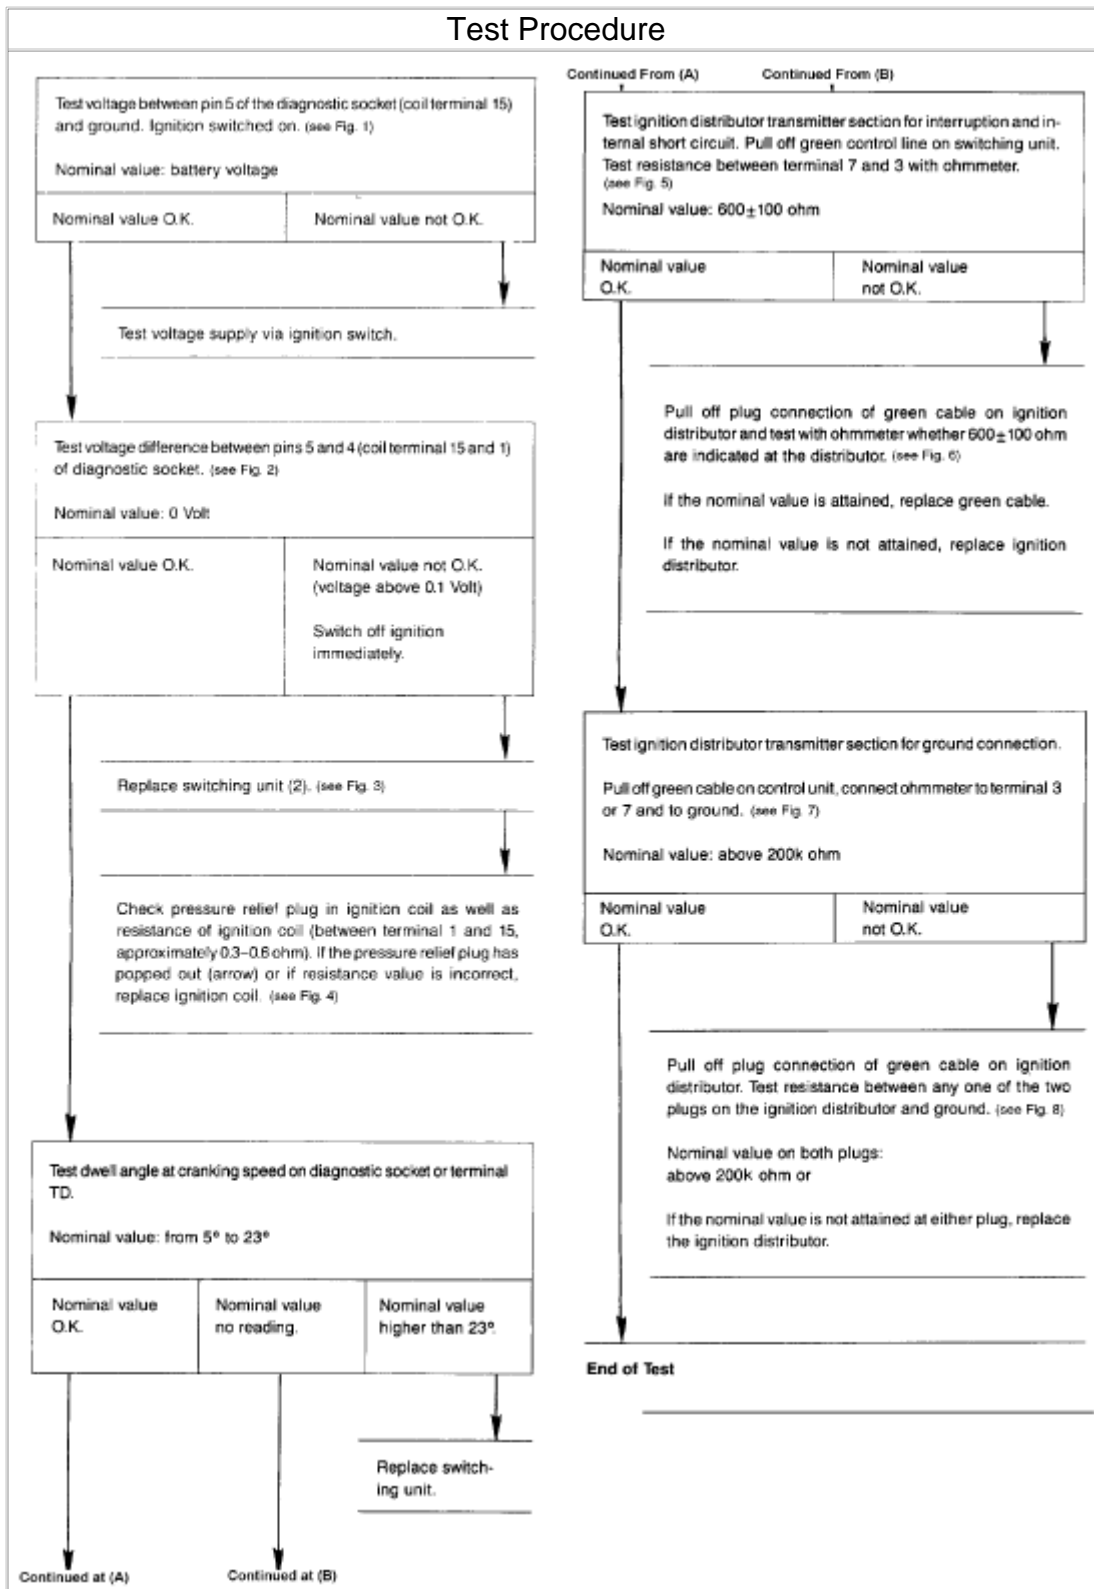 Test Procedure
Test voltage between pin 5 of the diagnostic socket (coil terminal 15)
and ground. Ignition switched on. (see Fig. 1)
Nominal value: battery voltage
Nominal value O.K.
Nominal value not O.K.
Test voltage supply via ignition switch.
Test voltage difference between pins 5 and 4 (coil terminal 15 and 1)
of diagnostic socket. (see Fig. 2)
Nominal value: 0 Volt
Nominal value O.K.
Nominal value not O.K.
(voltage above 0.1 Volt)
Switch off ignition
immediately.
Replace switching unit (2). (see Fig. 3)
Check pressure relief plug in ignition coil as well as
resistance of ignition coil (between terminal 1 and 15,
approximately 0.3–0.6 ohm). If the pressure relief plug has
popped out (arrow) or if resistance value is incorrect,
replace ignition coil. (see Fig. 4)
Test dwell angle at cranking speed on diagnostic socket or terminal
TD.
Nominal value: from 5° to 23°
Nominal value
O.K.
Nominal value
no reading.
Nominal value
higher than 23°.
Replace switch-
ing unit.
Continued at (A)
Continued at (B)
Continued From (A)
Continued From (B)
Test ignition distributor transmitter section for interruption and in-
ternal short circuit. Pull off green control line on switching unit.
Test resistance between terminal 7 and 3 with ohmmeter.
(see Fig. 5)
Nominal value: 600±100 ohm
Nominal value
O.K.
Nominal value
not O.K.
Pull off plug connection of green cable on ignition
distributor and test with ohmmeter whether 600±100 ohm
are indicated at the distributor. (see Fig. 6)
If the nominal value is attained, replace green cable.
If the nominal value is not attained, replace ignition
distributor.
Test ignition distributor transmitter section for ground connection.
Pull off green cable on control unit, connect ohmmeter to terminal 3
or 7 and to ground. (see Fig. 7)
Nominal value: above 200k ohm
Nominal value
O.K.
Nominal value
not O.K.
Pull off plug connection of green cable on ignition
distributor. Test resistance between any one of the two
plugs on the ignition distributor and ground. (see Fig. 8)
Nominal value on both plugs:
above 200k ohm or
If the nominal value is not attained at either plug, replace
the ignition distributor.
End of Test